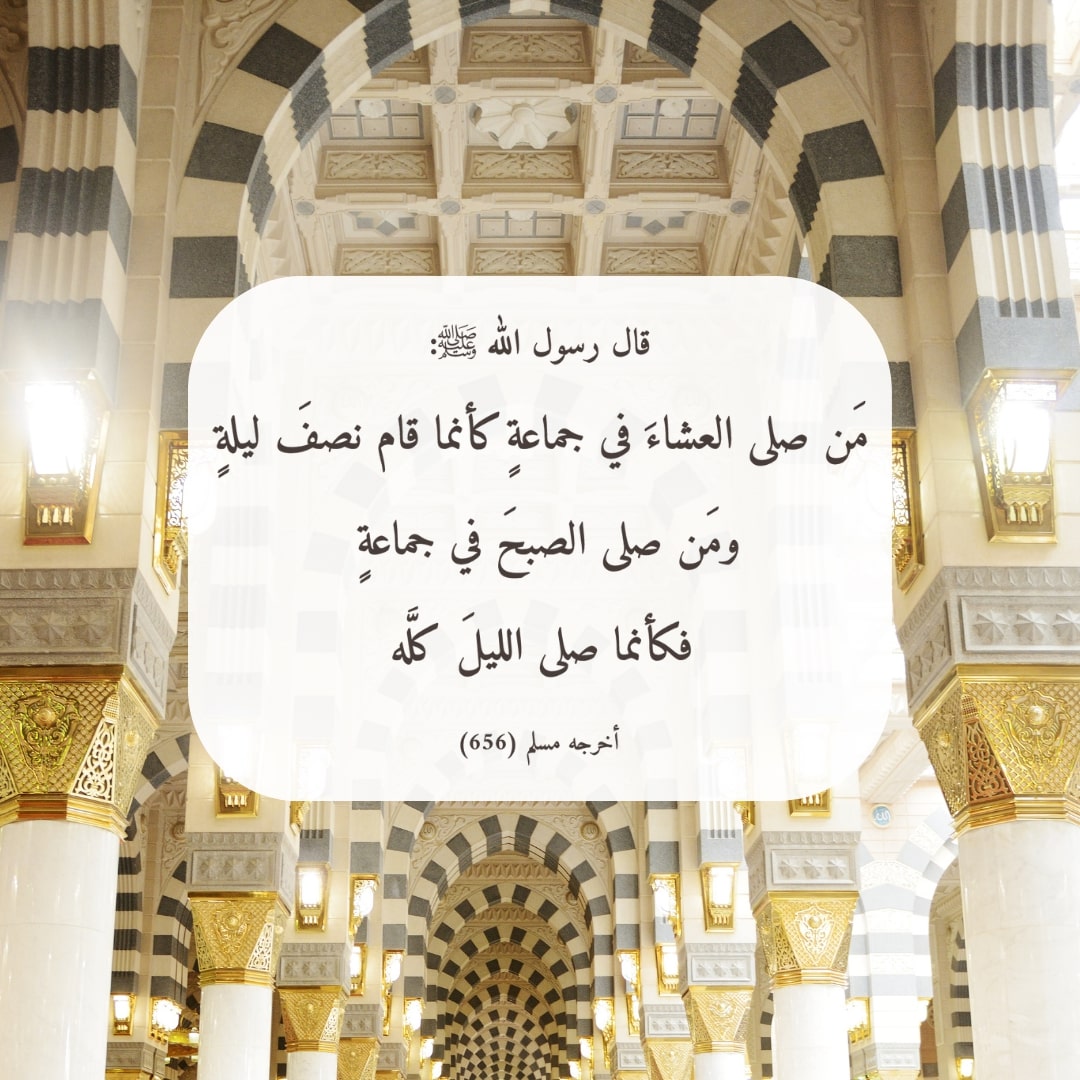 قال رسول الله ﷺ:
مَن صلى العشاءَ في جماعةٍ كأنما قام نصفَ ليلةٍ
ومَن صلى الصبحَ في جماعةٍ
فكأنما صلى الليلَ كلَّه
أخرجه مسلم (656)